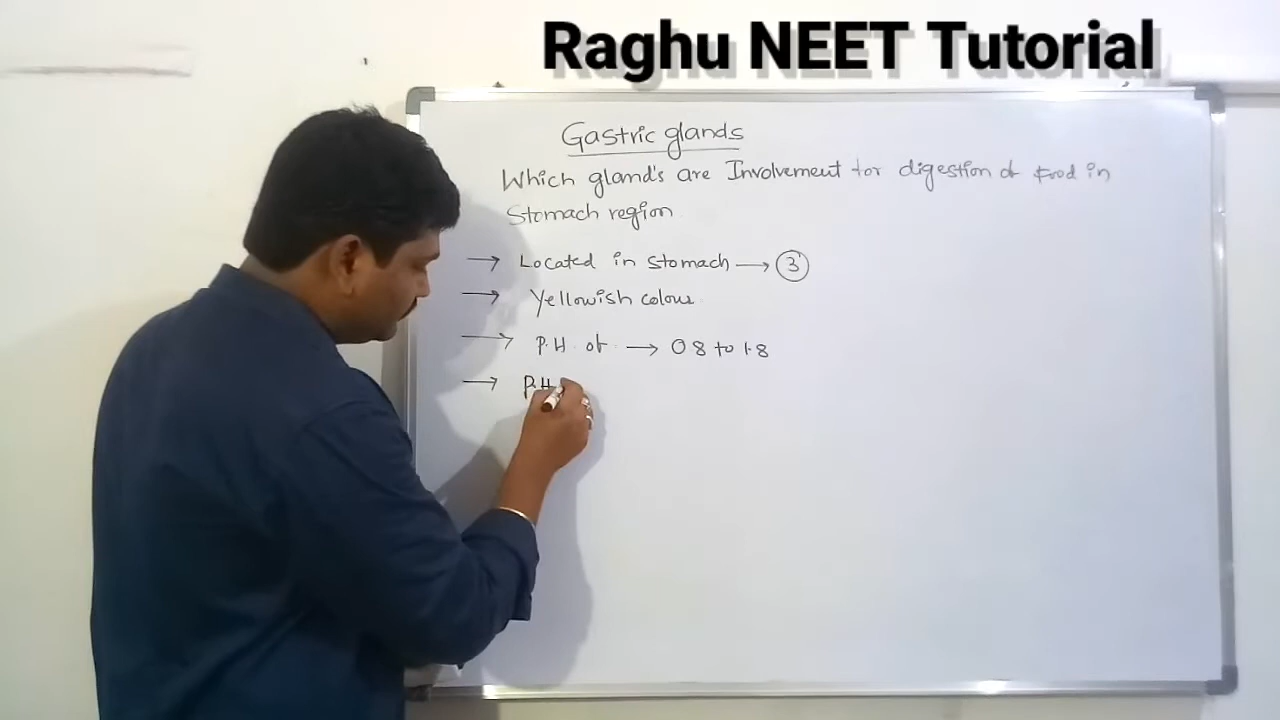 Raghu NEET Tutorial
Gastric glands
Which gland's are Involvement for digestion of Food in
Stomach region
→ Located in stomach → 3
→ Yellowish colour
→ P.H. of → 0.8 to 1.8
→ P.H